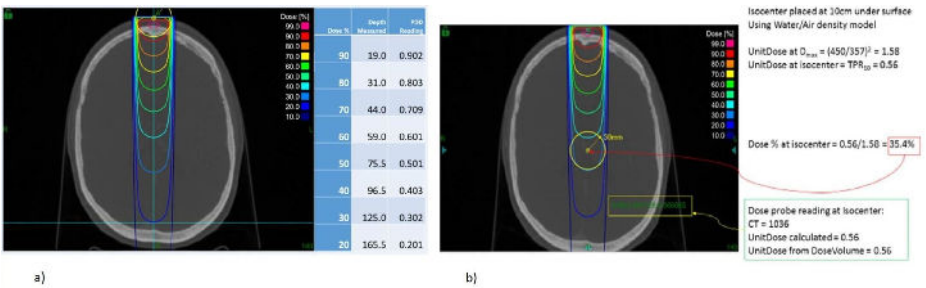 Dose [%]
99.0
90.0
80.0
70.0
60.0
50.0
40.0
30.0
20.0
10.0
Dose % Depth Measured PDD Reading
90 19.0 0.902
80 31.0 0.803
70 44.0 0.709
60 59.0 0.601
50 75.5 0.501
40 96.5 0.403
30 125.0 0.302
20 165.5 0.201
a)
Dose [%]
99.0
90.0
80.0
70.0
60.0
50.0
40.0
30.0
20.0
10.0
30mm
b)
Isocenter placed at 10cm under surface
Using Water/Air density model
UnitDose at Dmax = (450/357)² = 1.58
UnitDose at isocenter = TPR10 = 0.56
Dose % at isocenter = 0.56/1.58 = 35.4%
Dose probe reading at Isocenter:
CT = 1036
UnitDose calculated = 0.56
UnitDose from DoseVolume = 0.56